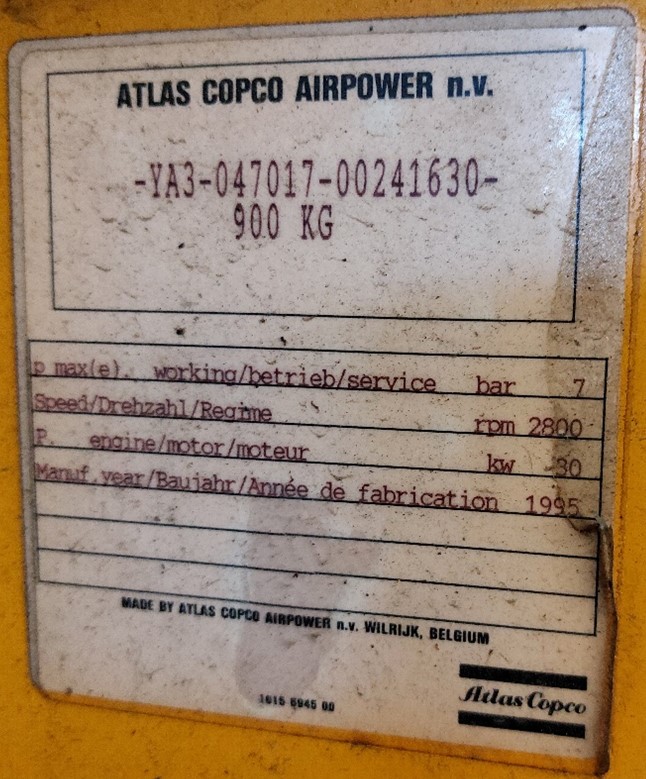 ATLAS COPCO AIRPOWER n.v.
-YA3-047017-00241630-
900 KG
p max(e). working/betrieb/service bar 7
Speed/Drehzahl/Regime rpm 2800
P. engine/motor/moteur kw 30
Manuf.year/Baujahr/Année de fabrication 1995
MADE BY ATLAS COPCO AIRPOWER n.v. WILRIJK, BELGIUM
Atlas Copco
1615 6945 00